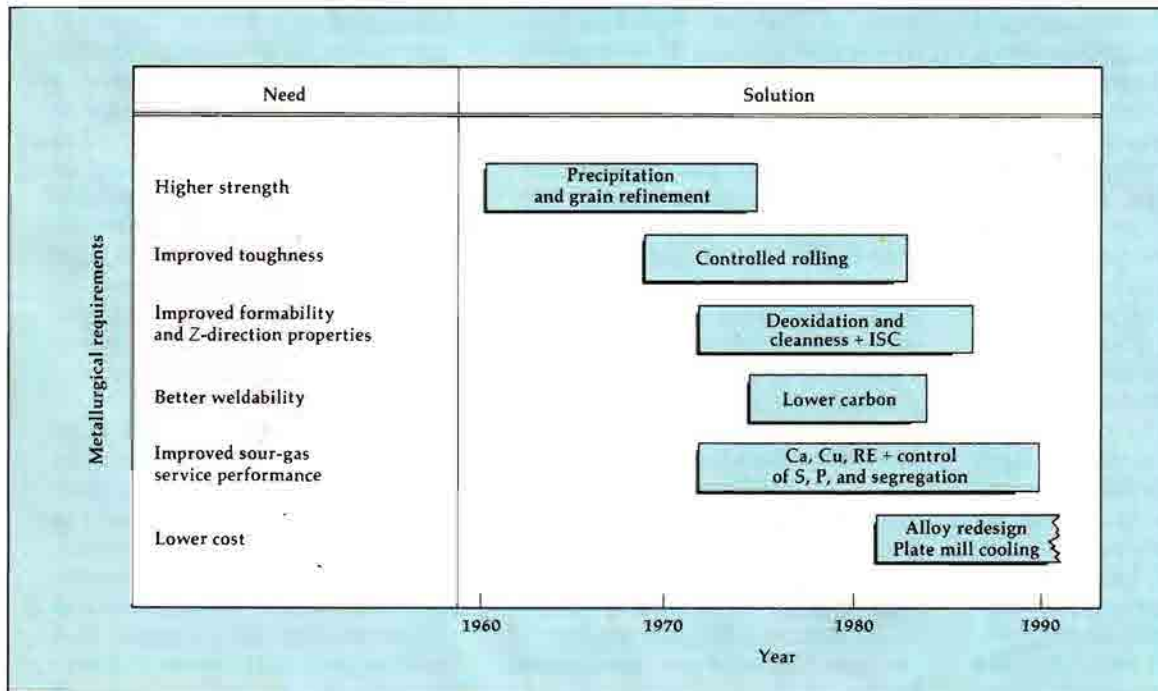 Need
Solution
Metallurgical requirements
Higher strength
Precipitation
and grain refinement
Improved toughness
Controlled rolling
Improved formability
and Z-direction properties
Deoxidation and
cleanness + ISC
Better weldability
Lower carbon
Improved sour-gas
service performance
Ca, Cu, RE + control
of S, P, and segregation
Lower cost
Alloy redesign
Plate mill cooling
1960 1970 1980 1990
Year